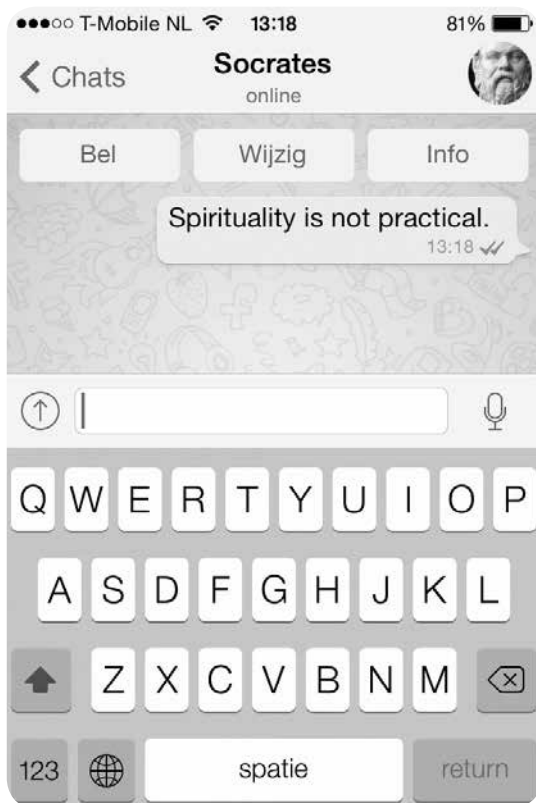 T-Mobile NL 13:18 81%
Chats Socrates
online
Bel Wijzig Info
Spirituality is not practical.
13:18
Q W E R T Y U I O P
A S D F G H J K L
Z X C V B N M
123 spatie return